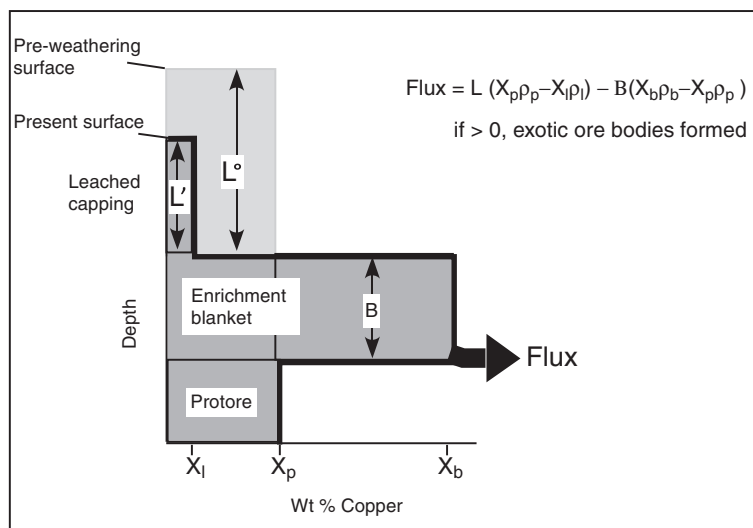 Pre-weathering
surface
Flux = L (Xpρp–Xlρl) – B(Xbρb–Xpρp )
if > 0, exotic ore bodies formed
Present surface
Leached
capping
L'
L°
Depth
Enrichment
blanket
B
Flux
Protore
Xl
Xp
Xb
Wt % Copper